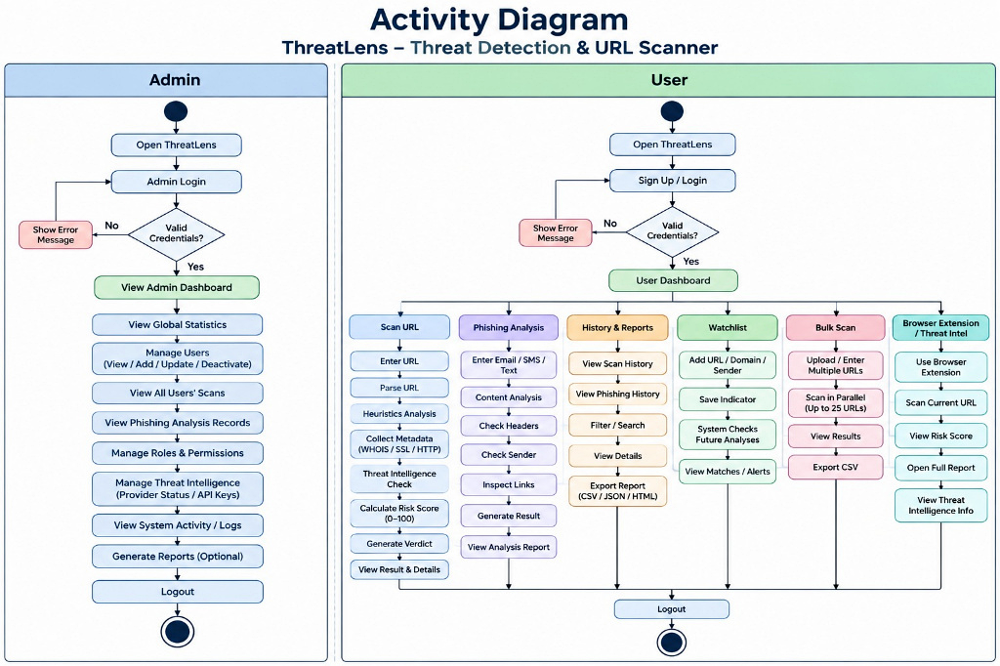 Activity Diagram
ThreatLens – Threat Detection & URL Scanner
Admin
Open ThreatLens
Admin Login
Valid
Credentials?
No
Show Error
Message
Yes
View Admin Dashboard
View Global Statistics
Manage Users
(View / Add / Update / Deactivate)
View All Users' Scans
View Phishing Analysis Records
Manage Roles & Permissions
Manage Threat Intelligence
(Provider Status / API Keys)
View System Activity / Logs
Generate Reports (Optional)
Logout
User
Open ThreatLens
Sign Up / Login
Valid
Credentials?
No
Show Error
Message
Yes
User Dashboard
Scan URL
Enter URL
Parse URL
Heuristics Analysis
Collect Metadata
(WHOIS / SSL / HTTP)
Threat Intelligence
Check
Calculate Risk Score
(0–100)
Generate Verdict
View Result & Details
Phishing Analysis
Enter Email / SMS /
Text
Content Analysis
Check Headers
Check Sender
Inspect Links
Generate Result
View Analysis Report
History & Reports
View Scan History
View Phishing History
Filter / Search
View Details
Export Report
(CSV / JSON / HTML)
Watchlist
Add URL / Domain /
Sender
Save Indicator
System Checks
Future Analyses
View Matches / Alerts
Bulk Scan
Upload / Enter
Multiple URLs
Scan in Parallel
(Up to 25 URLs)
View Results
Export CSV
Browser Extension
/ Threat Intel
Use Browser
Extension
Scan Current URL
View Risk Score
Open Full Report
View Threat
Intelligence Info
Logout